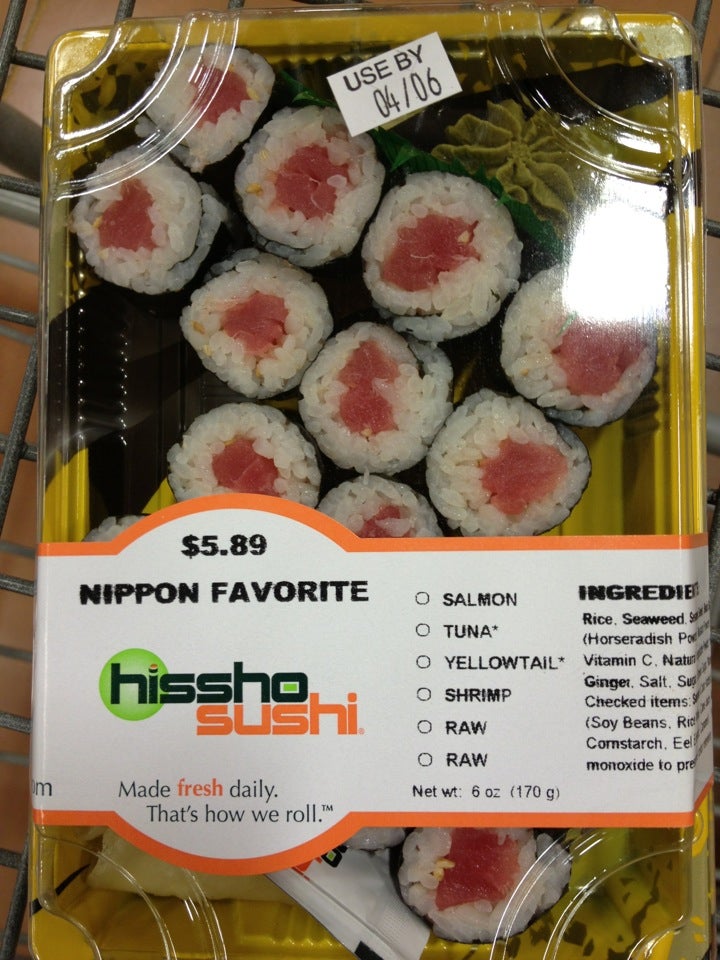 USE BY
04/06
$5.89
NIPPON FAVORITE
hissho
sushi
Made fresh daily.
That's how we roll.™
SALMON
TUNA*
YELLOWTAIL*
SHRIMP
RAW
RAW
Net wt: 6 oz (170 g)
Rice, Seaweed,
(Horseradish
Vitamin C,
Ginger, Salt,
Checked items:
(Soy Beans,
Cornstarch, Eel
monoxide to